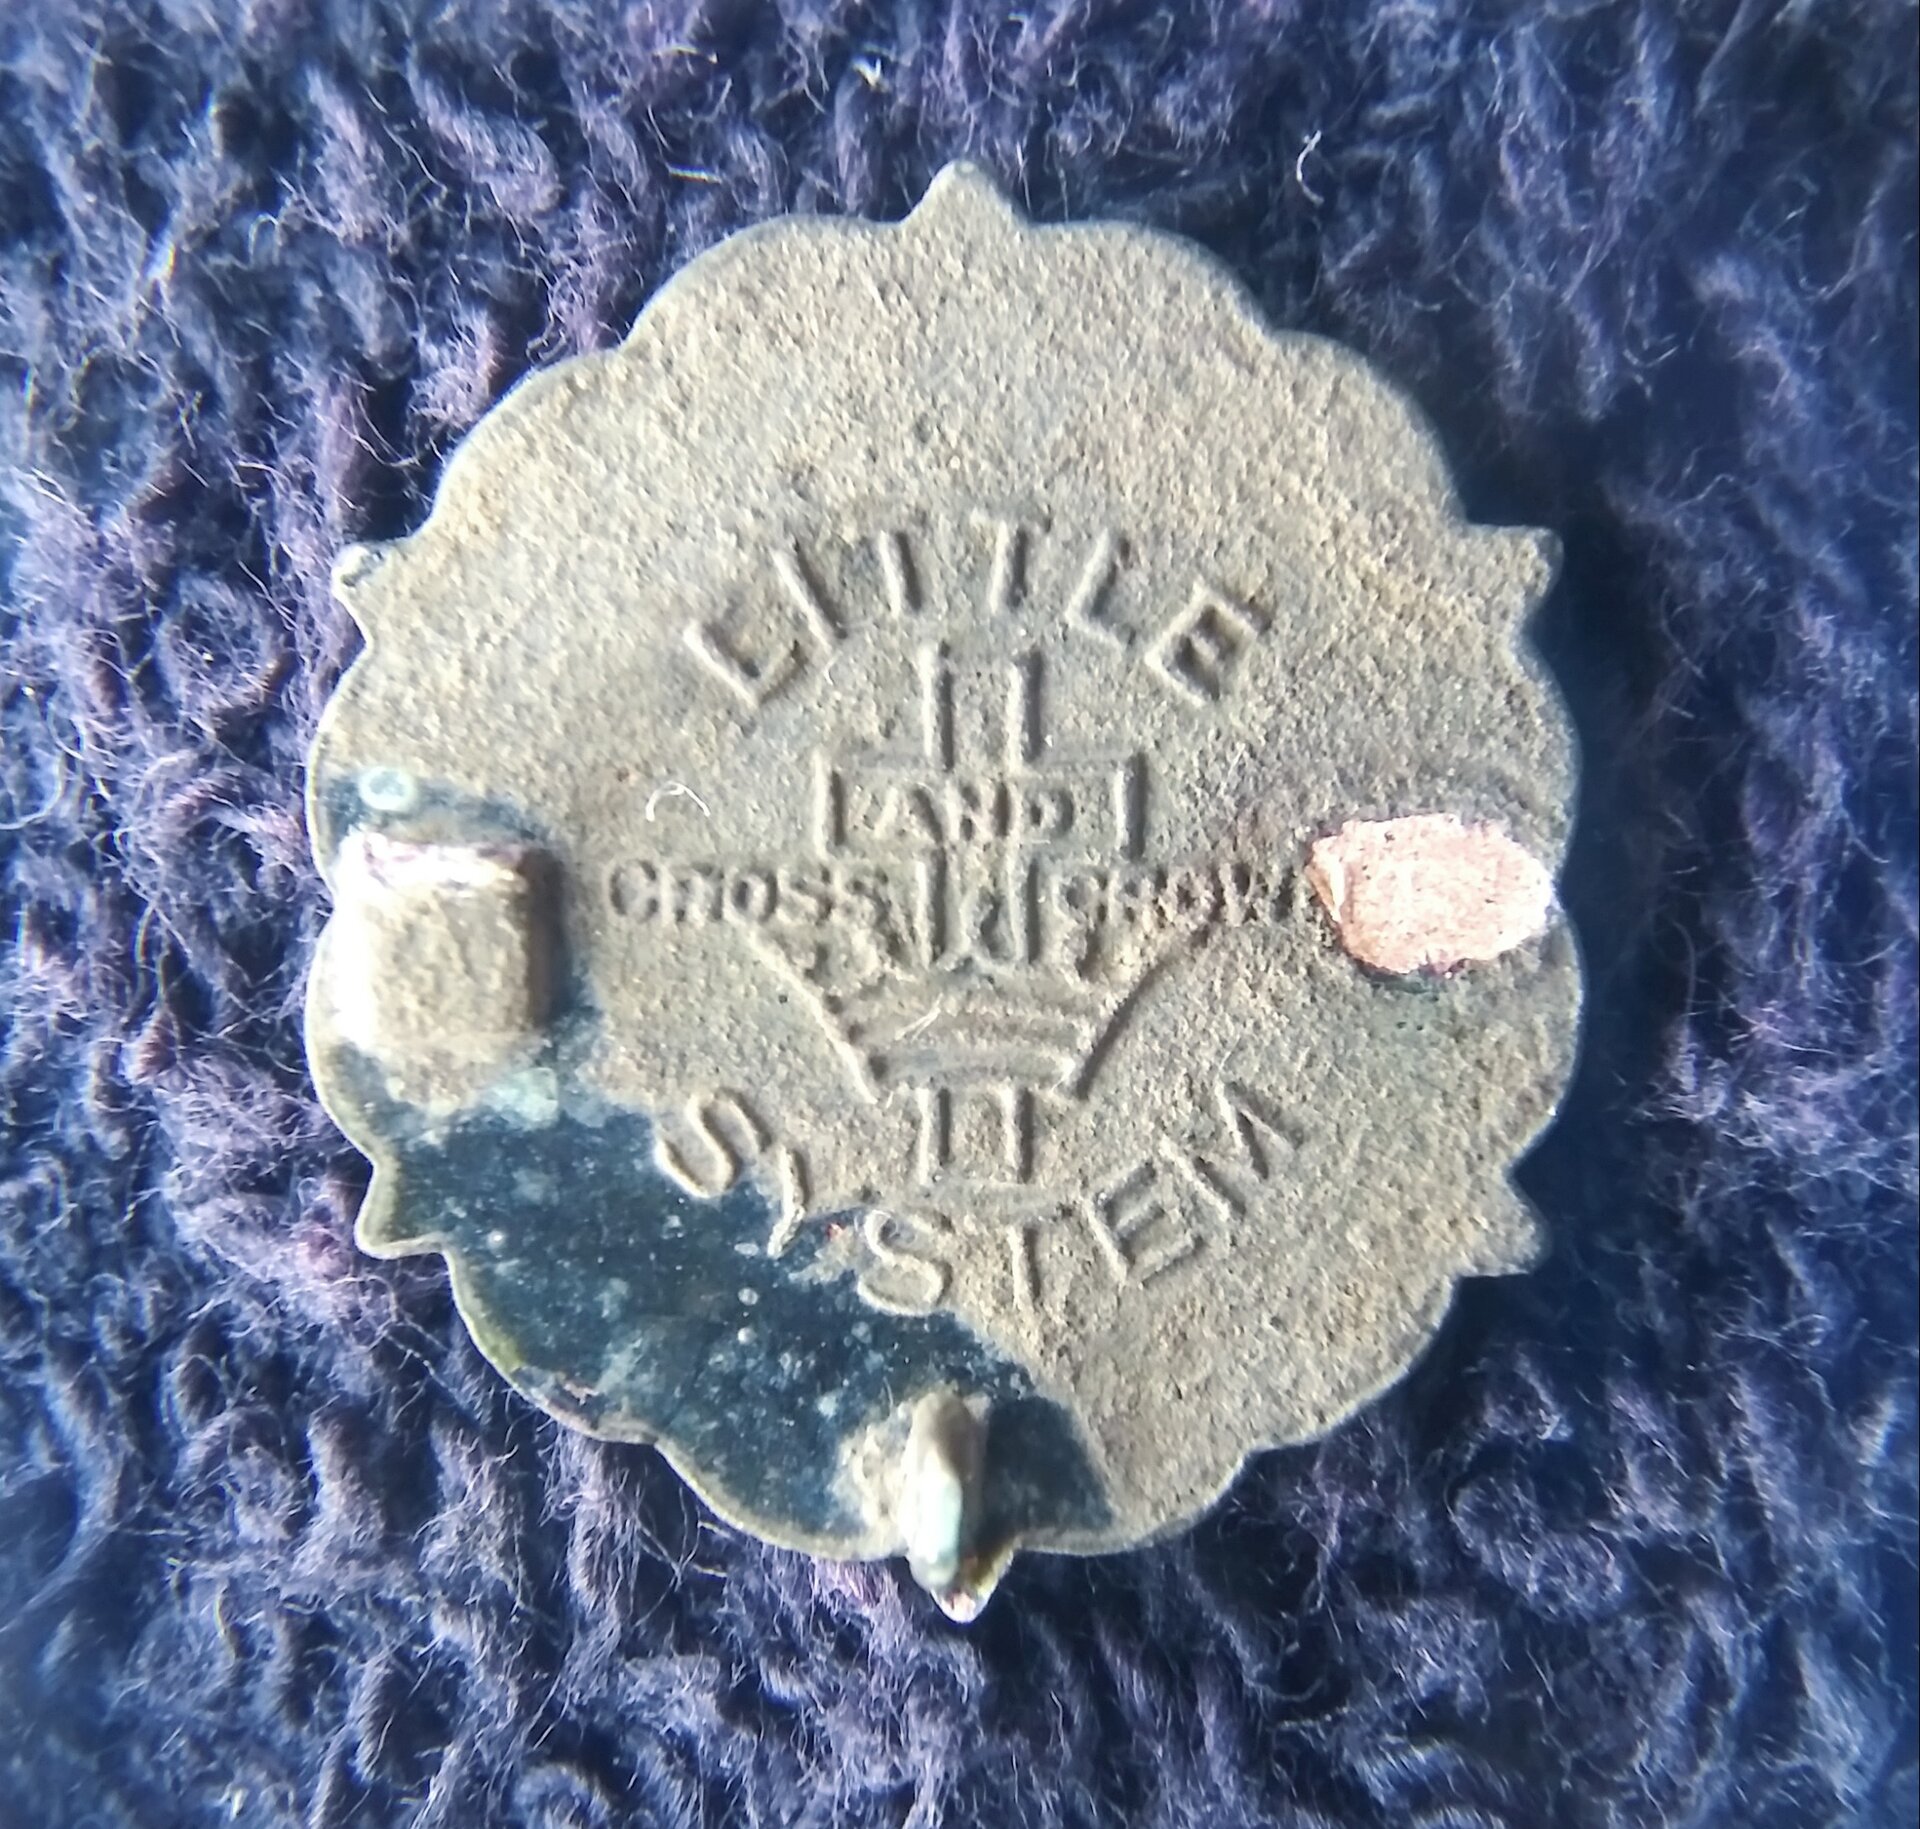 LITTLE
AND
CROSS CROWN
SYSTEM